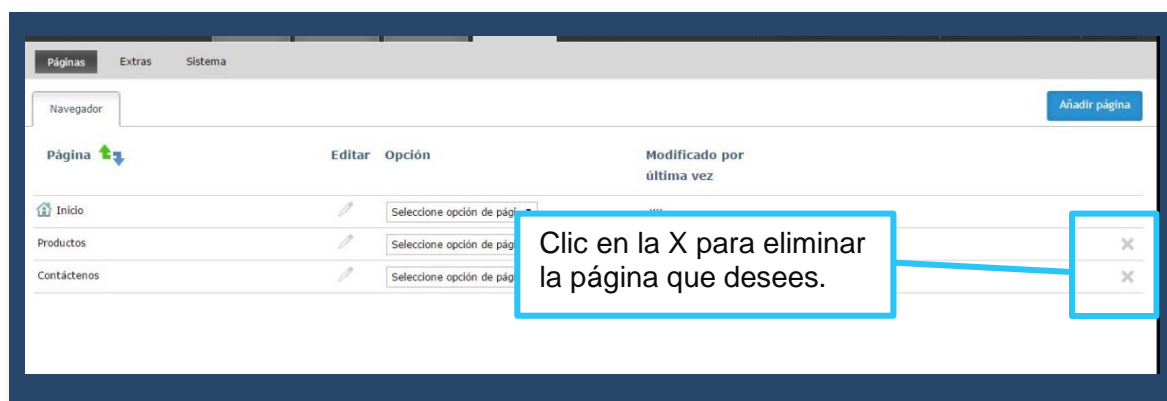 Páginas Extras Sistema
Navegador Añadir página
Página Editar Opción Modificado por
última vez
Inicio Seleccione opción de pági
Productos Seleccione opción de pág
Contáctenos Seleccione opción de pág
Clic en la X para eliminar
la página que desees.